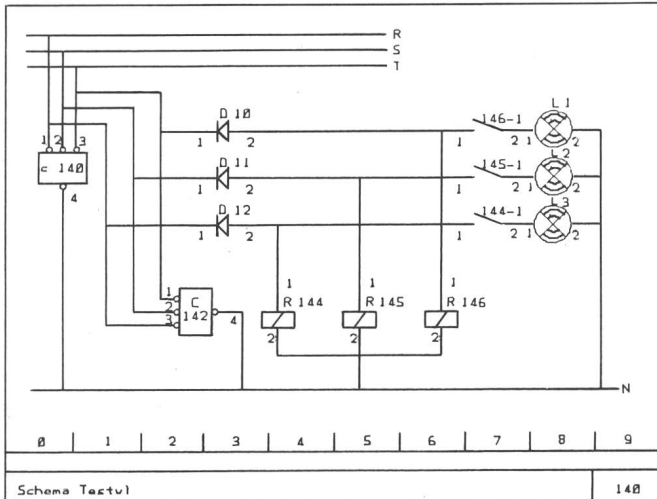 R
S
T
D 10
146-1
L 1
1 2 3
1 2
1 2 1 2
c 140
D 11
145-1
L 2
1 2
1 2 1 2
4
D 12
144-1
L 3
1 2
1 2 1 2
1 1 1
1
2
3
C
142
4
R 144
R 145
R 146
2 2 2
N
0 1 2 3 4 5 6 7 8 9
Schema Testvl 140